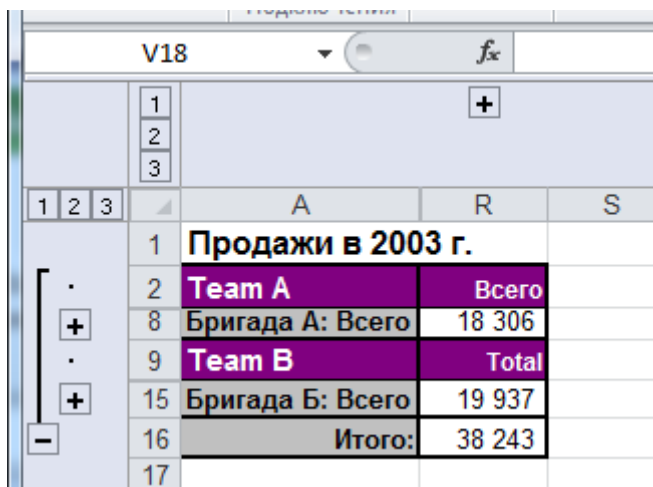 Подключения
V18 fx
1
2
3
1 2 3 A R S
1 Продажи в 2003 г.
2 Team A Всего
8 Бригада А: Всего 18 306
9 Team B Total
15 Бригада Б: Всего 19 937
16 Итого: 38 243
17